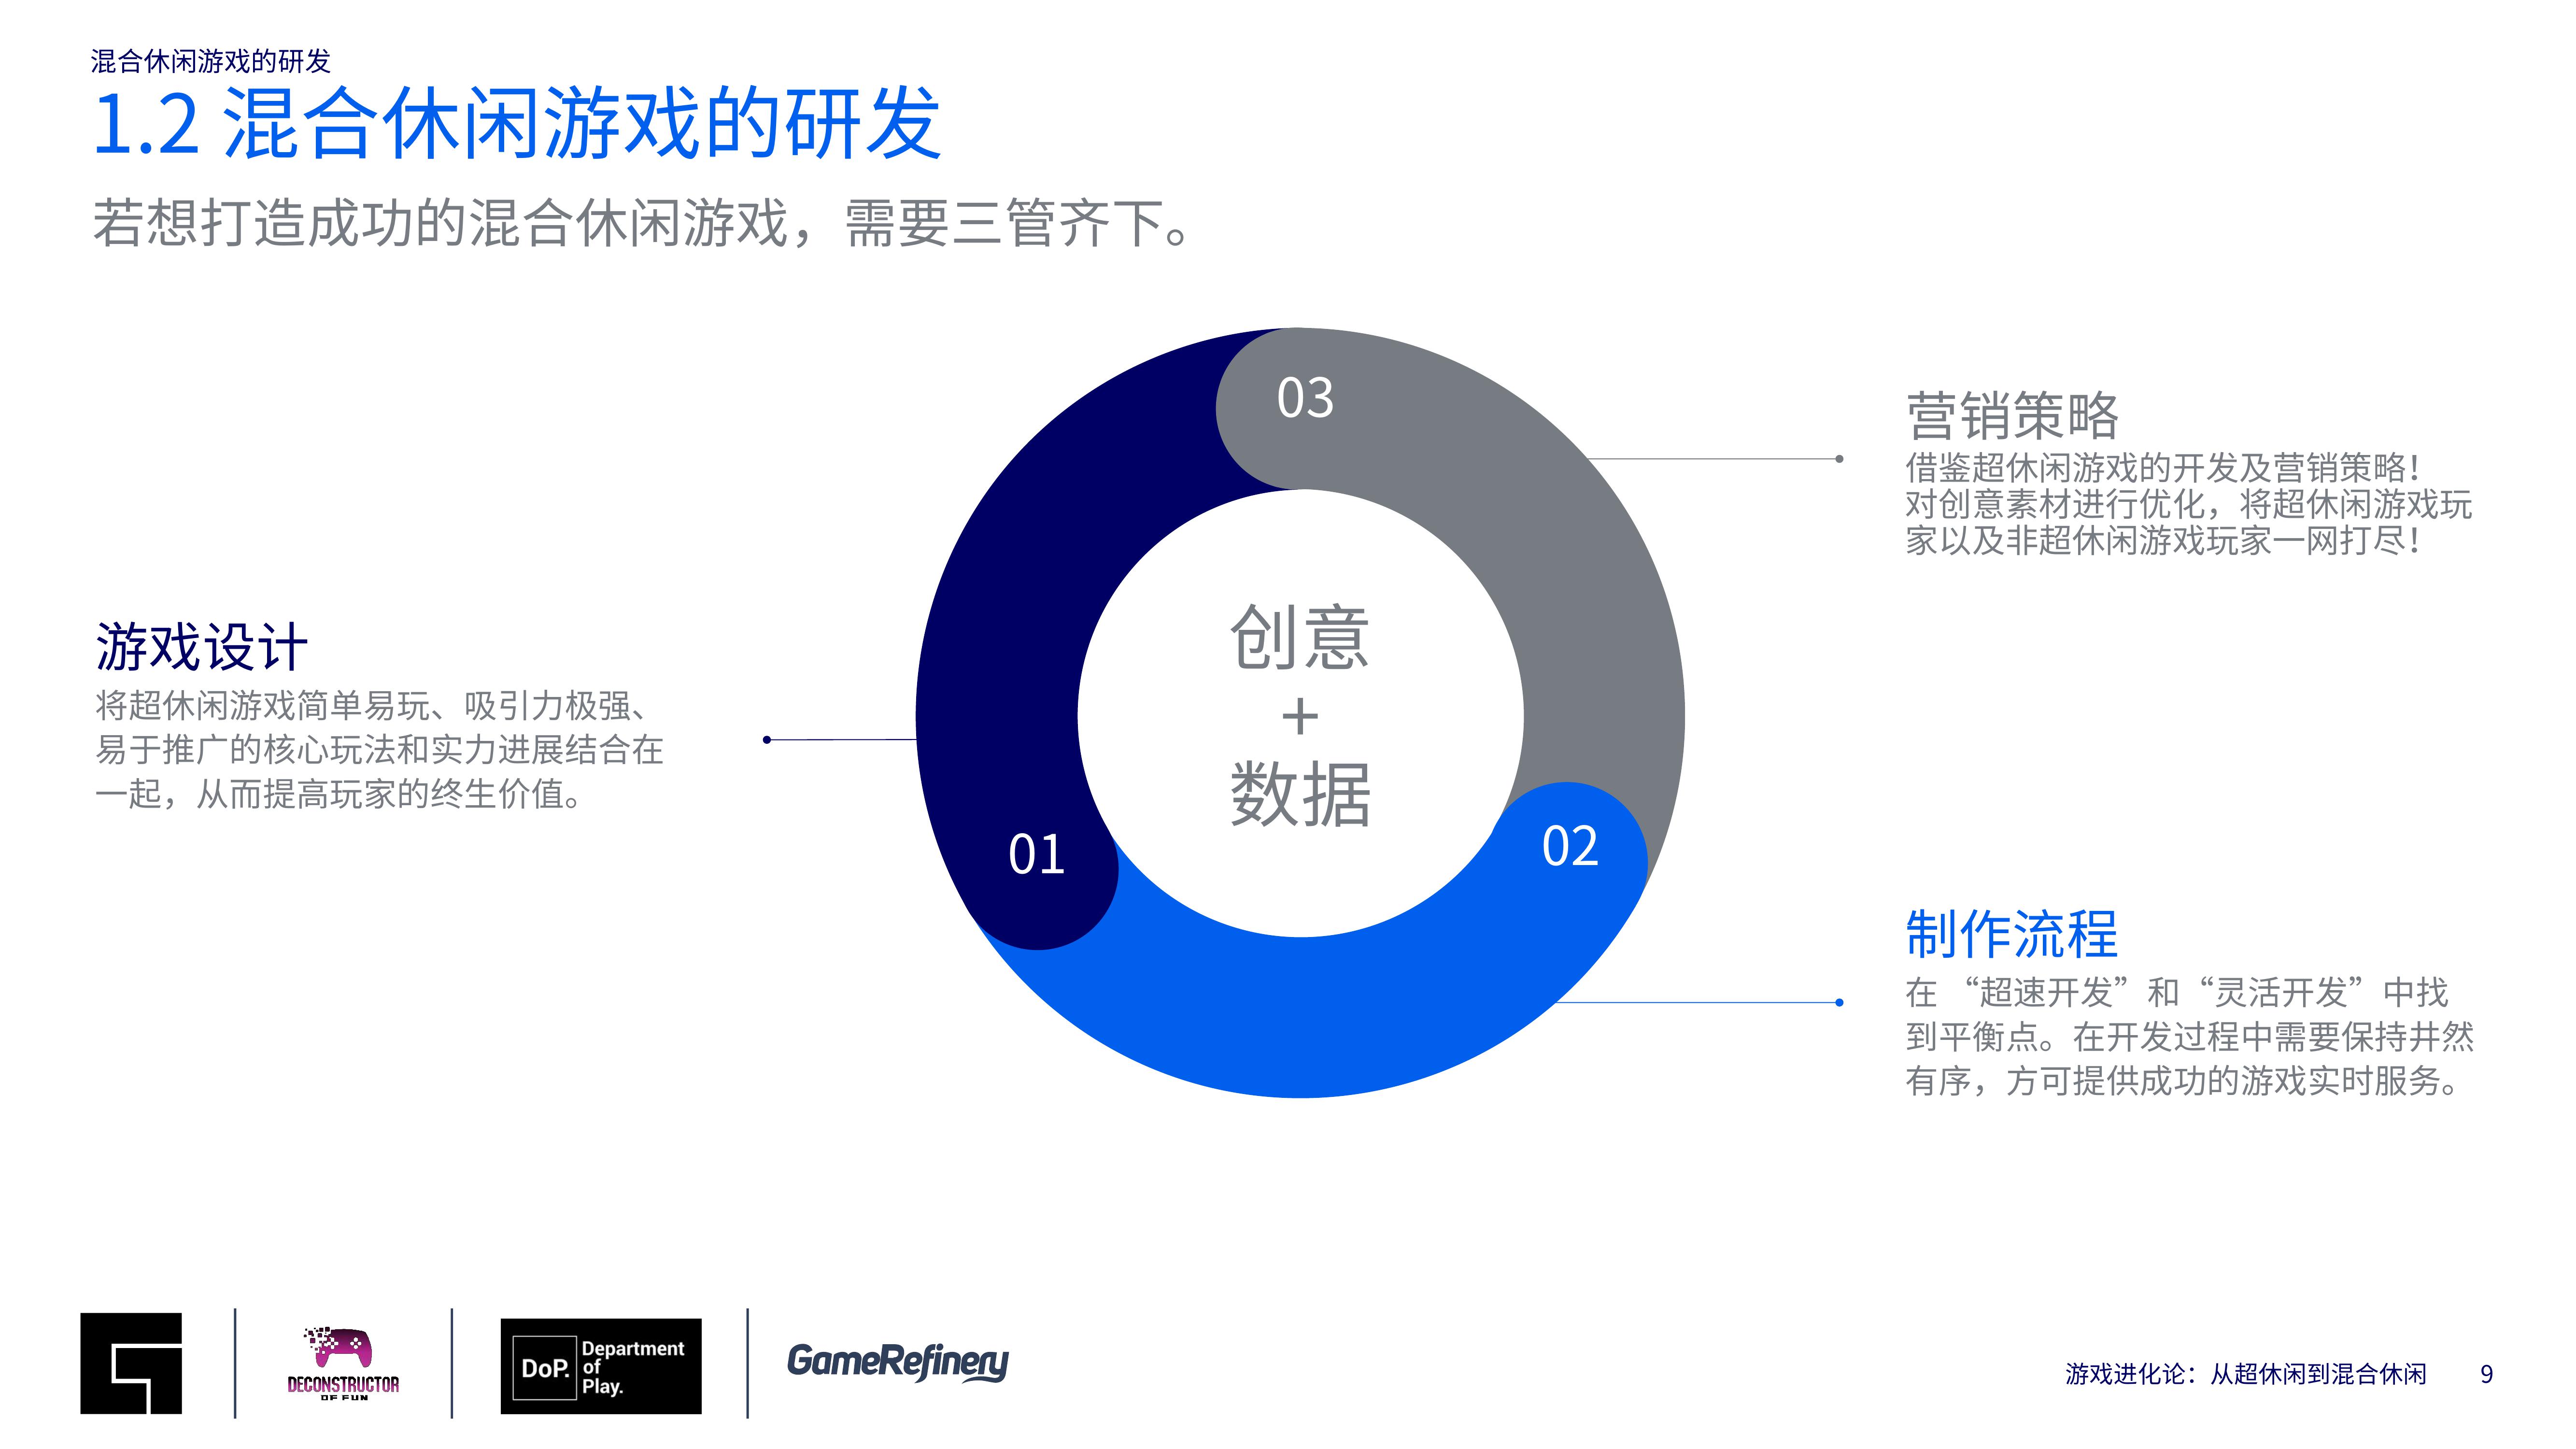 混合休闲游戏的研发
1.2 混合休闲游戏的研发
若想打造成功的混合休闲游戏，需要三管齐下。
03
营销策略
借鉴超休闲游戏的开发及营销策略！
对创意素材进行优化，将超休闲游戏玩
家以及非超休闲游戏玩家一网打尽！
创意
+
数据
游戏设计
将超休闲游戏简单易玩、吸引力极强、
易于推广的核心玩法和实力进展结合在
一起，从而提高玩家的终生价值。
01
02
制作流程
在 “超速开发”和“灵活开发”中找
到平衡点。在开发过程中需要保持井然
有序，方可提供成功的游戏实时服务。
DECONSTRUCTOR
OF FUN
DoP.
Department
of
Play.
GameRefinery
游戏进化论：从超休闲到混合休闲
9